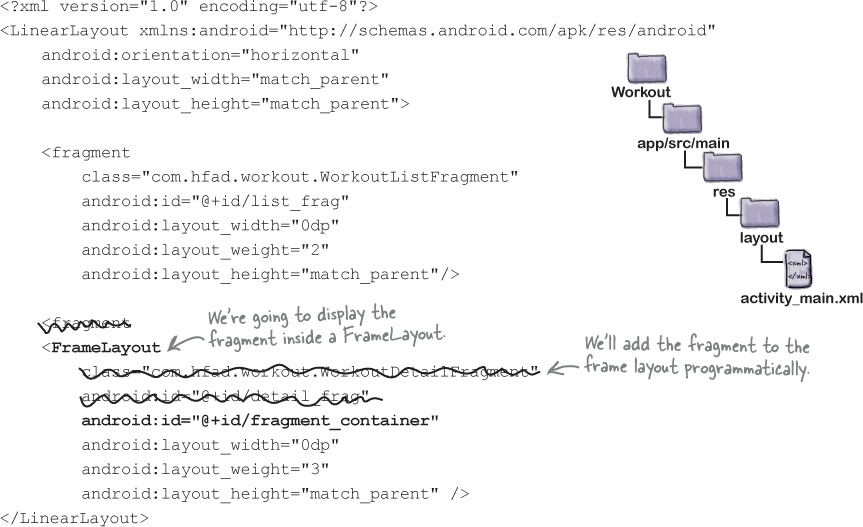 <?xml version="1.0" encoding="utf-8"?>
<LinearLayout xmlns:android="http://schemas.android.com/apk/res/android"
android:orientation="horizontal"
android:layout_width="match_parent"
android:layout_height="match_parent">
<fragment
class="com.hfad.workout.WorkoutListFragment"
android:id="@+id/list_frag"
android:layout_width="0dp"
android:layout_weight="2"
android:layout_height="match_parent"/>
<fragment
<FrameLayout
class="com.hfad.workout.WorkoutDetailFragment"
android:id="@+id/detail_frag"
android:id="@+id/fragment_container"
android:layout_width="0dp"
android:layout_weight="3"
android:layout_height="match_parent" />
</LinearLayout>
We're going to display the
fragment inside a FrameLayout.
We'll add the fragment to the
frame layout programmatically.
Workout
app/src/main
res
layout
<xml>
</xml>
activity_main.xml